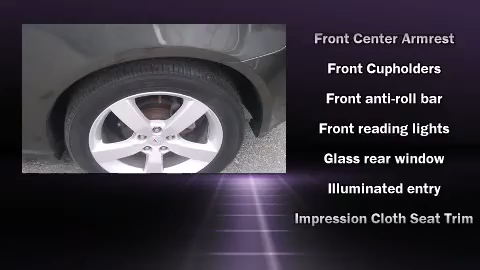 Front Center Armrest
Front Cupholders
Front anti-roll bar
Front reading lights
Glass rear window
Illuminated entry
Impression Cloth Seat Trim